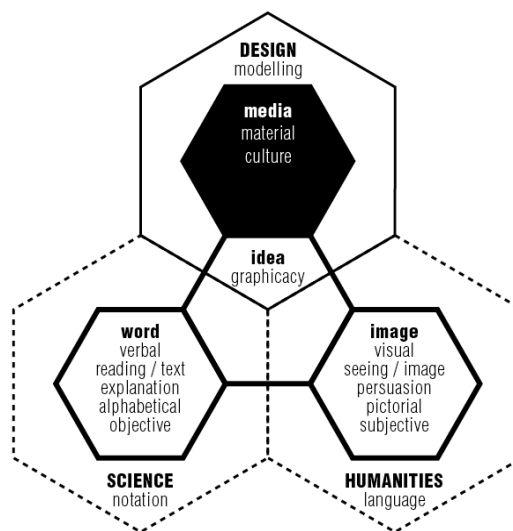 DESIGN
modelling
media
material
culture
idea
graphicacy
word
verbal
reading / text
explanation
alphabetical
objective
image
visual
seeing / image
persuasion
pictorial
subjective
SCIENCE
notation
HUMANITIES
language